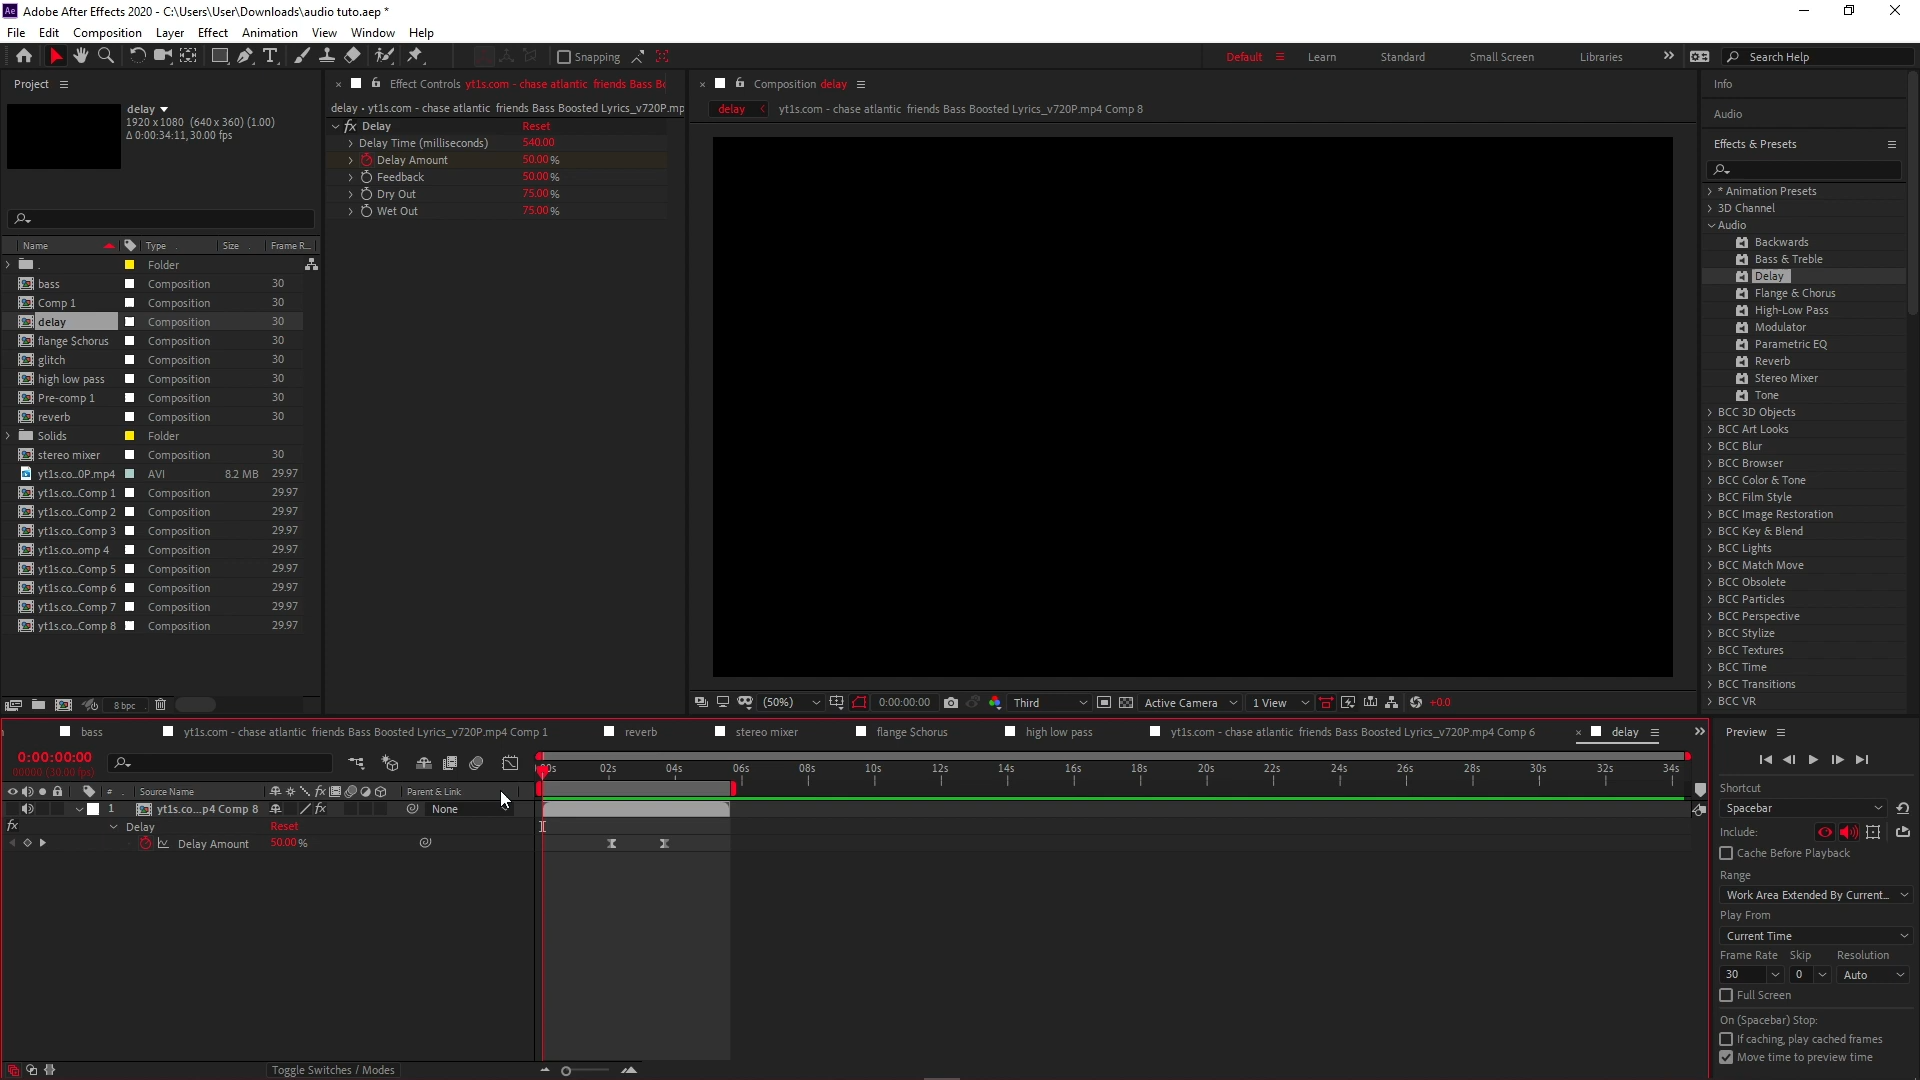 Adobe After Effects 2020 - C:\Users\User\Downloads\audio tuto.aep *
File Edit Composition Layer Effect Animation View Window Help
Snapping
Default Learn Standard Small Screen Libraries Search Help
Project
delay
1920 x 1080 (640 x 360) (1.00)
Δ 0:00:34:11, 30.00 fps
Name Type Size Frame R...
. Folder
bass Composition 30
Comp 1 Composition 30
delay Composition 30
flange $chorus Composition 30
glitch Composition 30
high low pass Composition 30
Pre-comp 1 Composition 30
reverb Composition 30
Solids Folder
stereo mixer Composition 30
yt1s.co...0P.mp4 AVI 8.2 MB 29.97
yt1s.co...Comp 1 Composition 29.97
yt1s.co...Comp 2 Composition 29.97
yt1s.co...Comp 3 Composition 29.97
yt1s.co...omp 4 Composition 29.97
yt1s.co...Comp 5 Composition 29.97
yt1s.co...Comp 6 Composition 29.97
yt1s.co...Comp 7 Composition 29.97
yt1s.co...Comp 8 Composition 29.97
8 bpc
Effect Controls yt1s.com - chase atlantic friends Bass Bo
delay • yt1s.com - chase atlantic friends Bass Boosted Lyrics_v720P.mp
fx Delay Reset
Delay Time (milliseconds) 540.00
Delay Amount 50.00 %
Feedback 50.00 %
Dry Out 75.00 %
Wet Out 75.00 %
Composition delay
delay yt1s.com - chase atlantic friends Bass Boosted Lyrics_v720P.mp4 Comp 8
(50%) 0:00:00:00 Third Active Camera 1 View +0.0
Info
Audio
Effects & Presets
* Animation Presets
3D Channel
Audio
Backwards
Bass & Treble
Delay
Flange & Chorus
High-Low Pass
Modulator
Parametric EQ
Reverb
Stereo Mixer
Tone
BCC 3D Objects
BCC Art Looks
BCC Blur
BCC Browser
BCC Color & Tone
BCC Film Style
BCC Image Restoration
BCC Key & Blend
BCC Lights
BCC Match Move
BCC Obsolete
BCC Particles
BCC Perspective
BCC Stylize
BCC Textures
BCC Time
BCC Transitions
BCC VR
bass yt1s.com - chase atlantic friends Bass Boosted Lyrics_v720P.mp4 Comp 1 reverb stereo mixer flange $chorus high low pass yt1s.com - chase atlantic friends Bass Boosted Lyrics_v720P.mp4 Comp 6 delay
0:00:00:00
00000 (30.00 fps)
02s 04s 06s 08s 10s 12s 14s 16s 18s 20s 22s 24s 26s 28s 30s 32s 34s
# Source Name fx Parent & Link
1 yt1s.co...p4 Comp 8 fx None
fx Delay Reset
Delay Amount 50.00 %
Toggle Switches / Modes
Preview
Shortcut
Spacebar
Include:
Cache Before Playback
Range
Work Area Extended By Current...
Play From
Current Time
Frame Rate Skip Resolution
30 0 Auto
Full Screen
On (Spacebar) Stop:
If caching, play cached frames
Move time to preview time